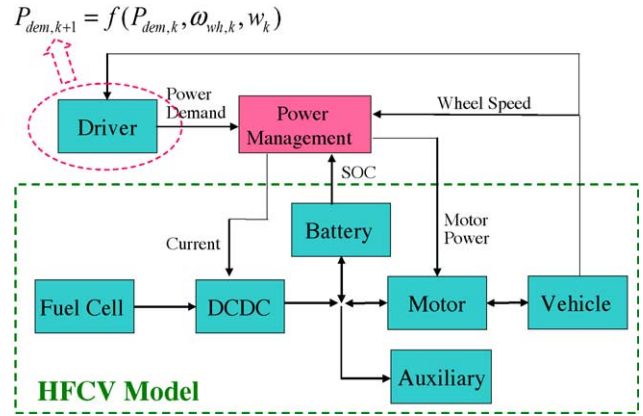 P_{dem,k+1} = f(P_{dem,k}, ω_{wh,k}, w_k)
Power
Demand
Driver
Power
Management
Wheel Speed
SOC
Current
Battery
Motor
Power
Fuel Cell
DCDC
Motor
Vehicle
Auxiliary
HFCV Model